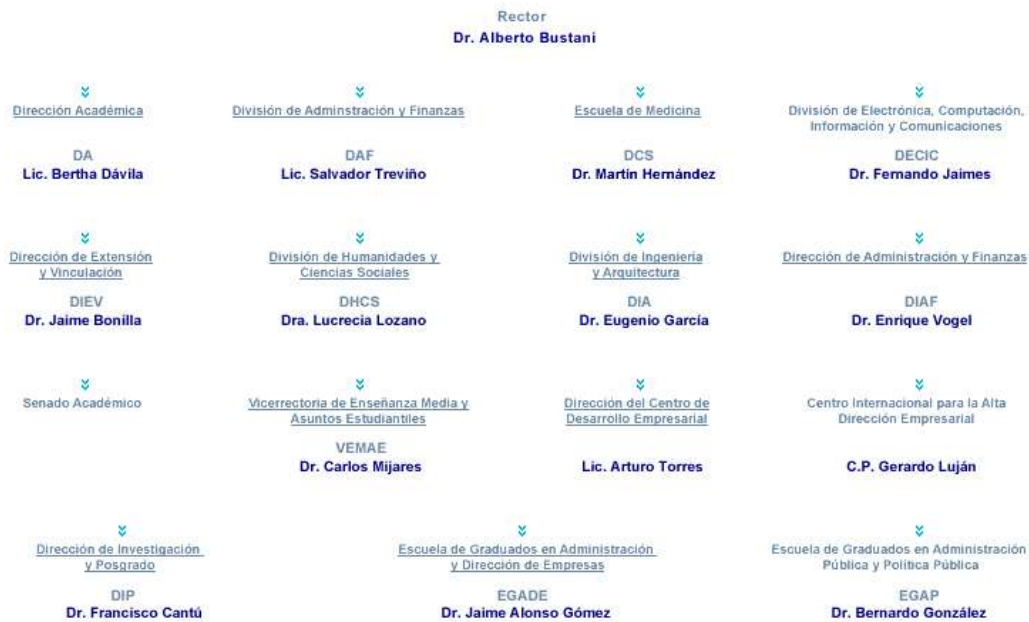 Rector
Dr. Alberto Bustani
Dirección Académica
DA
Lic. Bertha Dávila
División de Adminstración y Finanzas
DAF
Lic. Salvador Treviño
Escuela de Medicina
DCS
Dr. Martín Hernández
División de Electrónica, Computación,
Información y Comunicaciones
DECIC
Dr. Fernando Jaimes
Dirección de Extensión
y Vinculación
DIEV
Dr. Jaime Bonilla
División de Humanidades y
Ciencias Sociales
DHCS
Dra. Lucrecia Lozano
División de Ingeniería
y Arquitectura
DIA
Dr. Eugenio García
Dirección de Administración y Finanzas
DIAF
Dr. Enrique Vogel
Senado Académico
Vicerrectoria de Enseñanza Media y
Asuntos Estudiantiles
VEMAE
Dr. Carlos Mijares
Dirección del Centro de
Desarrollo Empresarial
Lic. Arturo Torres
Centro Internacional para la Alta
Dirección Empresarial
C.P. Gerardo Luján
Dirección de Investigación
y Posgrado
DIP
Dr. Francisco Cantú
Escuela de Graduados en Administración
y Dirección de Empresas
EGADE
Dr. Jaime Alonso Gómez
Escuela de Graduados en Administración
Pública y Política Pública
EGAP
Dr. Bernardo González